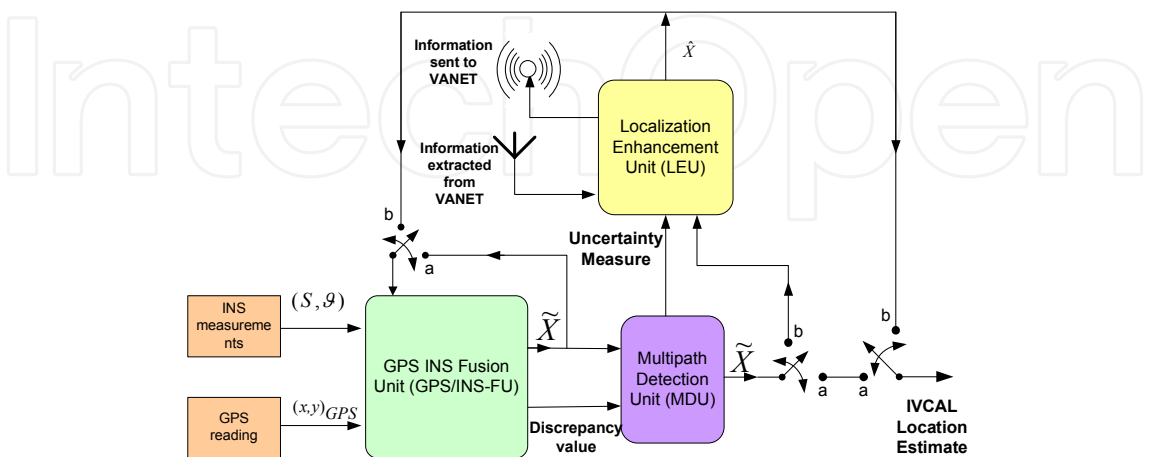 IntechOpen
Information
sent to
VANET
X̂
Localization
Enhancement
Unit (LEU)
Information
extracted
from
VANET
b
a
Uncertainty
Measure
INS
measureme
nts
(S,ϑ)
GPS INS Fusion
Unit (GPS/INS-FU)
X̃
Multipath
Detection
Unit (MDU)
X̃
b
a
b
a
GPS
reading
(x,y)GPS
Discrepancy
value
IVCAL
Location
Estimate